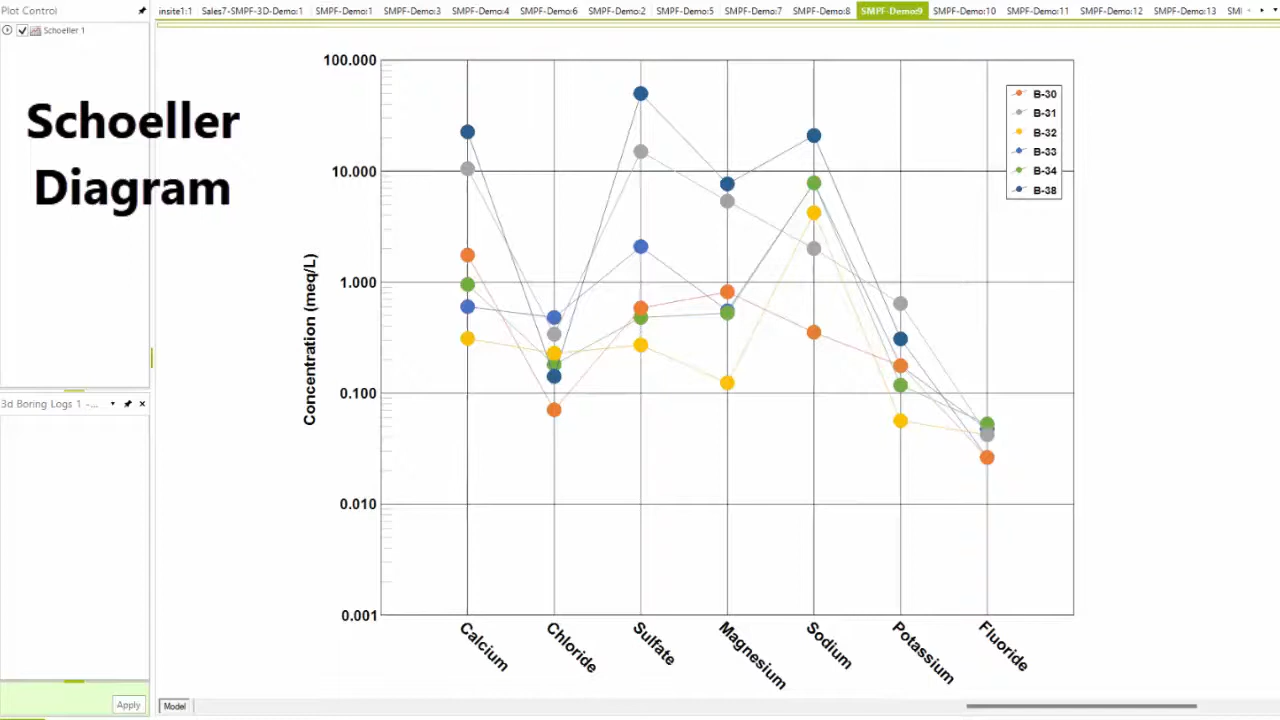 Plot Control
insite1:1 Sales7-SMPF-3D-Demo:1 SMPF-Demo:1 SMPF-Demo:3 SMPF-Demo:4 SMPF-Demo:6 SMPF-Demo:2 SMPF-Demo:5 SMPF-Demo:7 SMPF-Demo:8 SMPF-Demo:9 SMPF-Demo:10 SMPF-Demo:11 SMPF-Demo:12 SMPF-Demo:13 SMI
Schoeller 1
Schoeller
Diagram
100.000
10.000
1.000
0.100
0.010
0.001
Concentration (meq/L)
B-30
B-31
B-32
B-33
B-34
B-38
Calcium
Chloride
Sulfate
Magnesium
Sodium
Potassium
Fluoride
3d Boring Logs 1 -...
Apply
Model